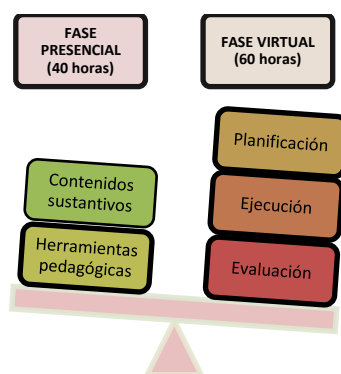 FASE
PRESENCIAL
(40 horas)
FASE VIRTUAL
(60 horas)
Contenidos
sustantivos
Herramientas
pedagógicas
Planificación
Ejecución
Evaluación